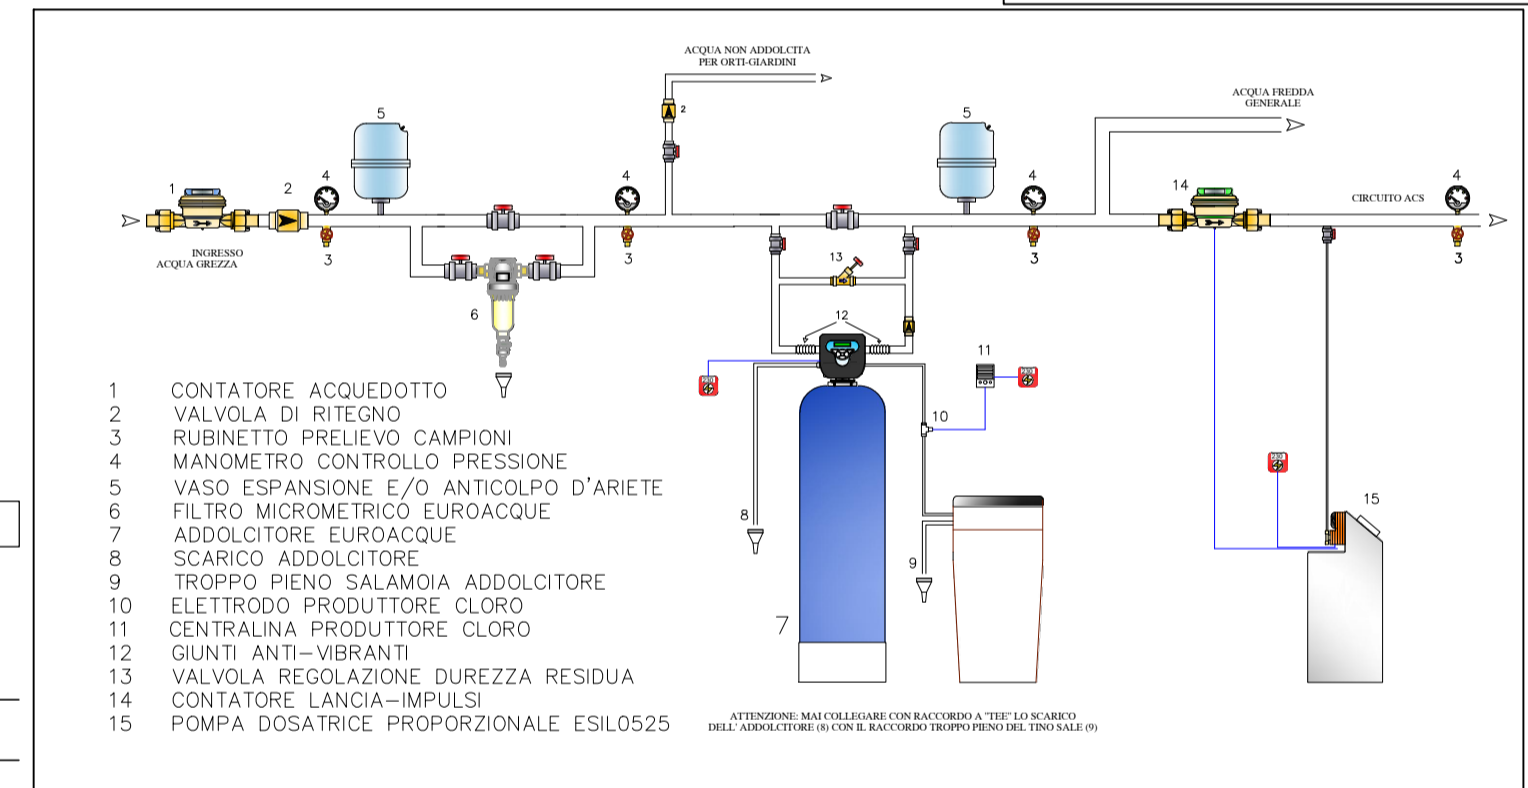 ACQUA NON ADDOLCITA
PER ORTI-GIARDINI
ACQUA FREDDA
GENERALE
5
2
5
1
2
4
4
4
14
4
CIRCUITO ACS
INGRESSO
ACQUA GREZZA
3
3
13
3
3
6
12
11
10
8
9
7
15
230
230
230
1 CONTATORE ACQUEDOTTO
2 VALVOLA DI RITEGNO
3 RUBINETTO PRELIEVO CAMPIONI
4 MANOMETRO CONTROLLO PRESSIONE
5 VASO ESPANSIONE E/O ANTICOLPO D'ARIETE
6 FILTRO MICROMETRICO EUROACQUE
7 ADDOLCITORE EUROACQUE
8 SCARICO ADDOLCITORE
9 TROPPO PIENO SALAMOIA ADDOLCITORE
10 ELETTRODO PRODUTTORE CLORO
11 CENTRALINA PRODUTTORE CLORO
12 GIUNTI ANTI-VIBRANTI
13 VALVOLA REGOLAZIONE DUREZZA RESIDUA
14 CONTATORE LANCIA-IMPULSI
15 POMPA DOSATRICE PROPORZIONALE ESIL0525
ATTENZIONE: MAI COLLEGARE CON RACCORDO A "TEE" LO SCARICO
DELL' ADDOLCITORE (8) CON IL RACCORDO TROPPO PIENO DEL TINO SALE (9)